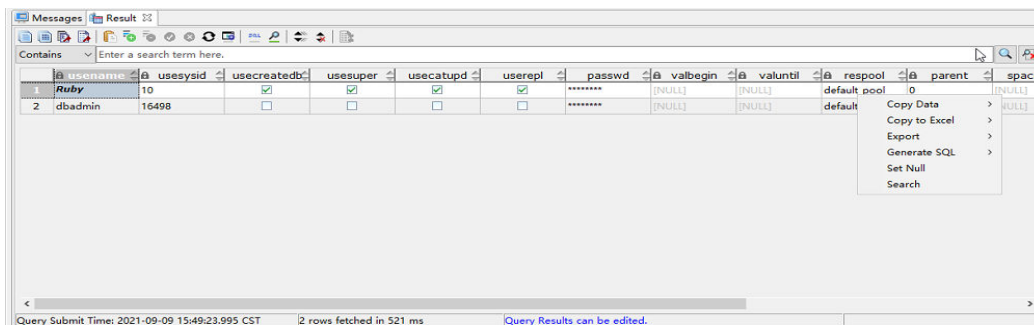 Messages Result
Contains Enter a search term here.
usename usesysid usecreatedb usesuper usecatupd userepl passwd valbegin valuntil respool parent spac
1 Ruby 10 ******** [NULL] [NULL] default_pool 0 [NULL]
2 dbadmin 16498 ******** [NULL] [NULL] default NULL]
Copy Data >
Copy to Excel >
Export >
Generate SQL >
Set Null
Search
Query Submit Time: 2021-09-09 15:49:23.995 CST 2 rows fetched in 521 ms Query Results can be edited.